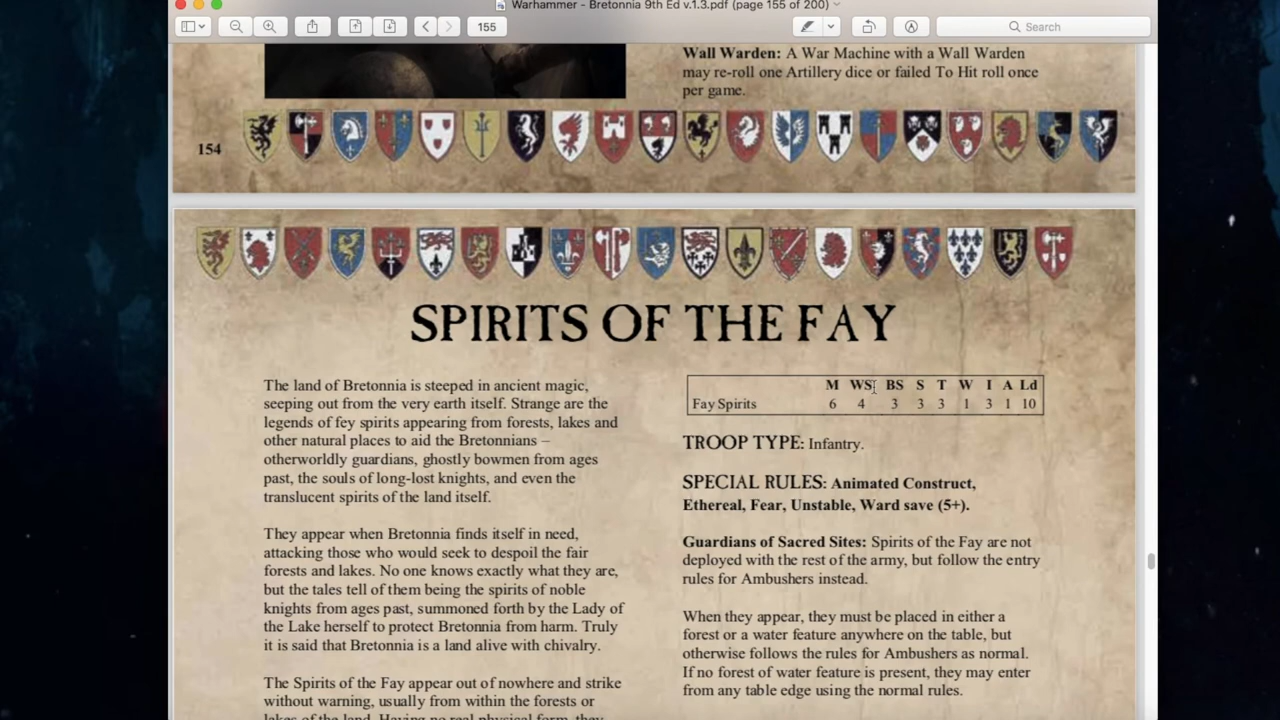 Warhammer - Bretonnia 9th Ed v.1.3.pdf (page 155 of 200)
155
Search
Wall Warden: A War Machine with a Wall Warden
may re-roll one Artillery dice or failed To Hit roll once
per game.
154
SPIRITS OF THE FAY
The land of Bretonnia is steeped in ancient magic,
seeping out from the very earth itself. Strange are the
legends of fey spirits appearing from forests, lakes and
other natural places to aid the Bretonnians –
otherworldly guardians, ghostly bowmen from ages
past, the souls of long-lost knights, and even the
translucent spirits of the land itself.
They appear when Bretonnia finds itself in need,
attacking those who would seek to despoil the fair
forests and lakes. No one knows exactly what they are,
but the tales tell of them being the spirits of noble
knights from ages past, summoned forth by the Lady of
the Lake herself to protect Bretonnia from harm. Truly
it is said that Bretonnia is a land alive with chivalry.
The Spirits of the Fay appear out of nowhere and strike
without warning, usually from within the forests or
lakes of the land. Having no real physical form, they
M WS BS S T W I A Ld
Fay Spirits 6 4 3 3 3 1 3 1 10
TROOP TYPE: Infantry.
SPECIAL RULES: Animated Construct,
Ethereal, Fear, Unstable, Ward save (5+).
Guardians of Sacred Sites: Spirits of the Fay are not
deployed with the rest of the army, but follow the entry
rules for Ambushers instead.
When they appear, they must be placed in either a
forest or a water feature anywhere on the table, but
otherwise follows the rules for Ambushers as normal.
If no forest of water feature is present, they may enter
from any table edge using the normal rules.